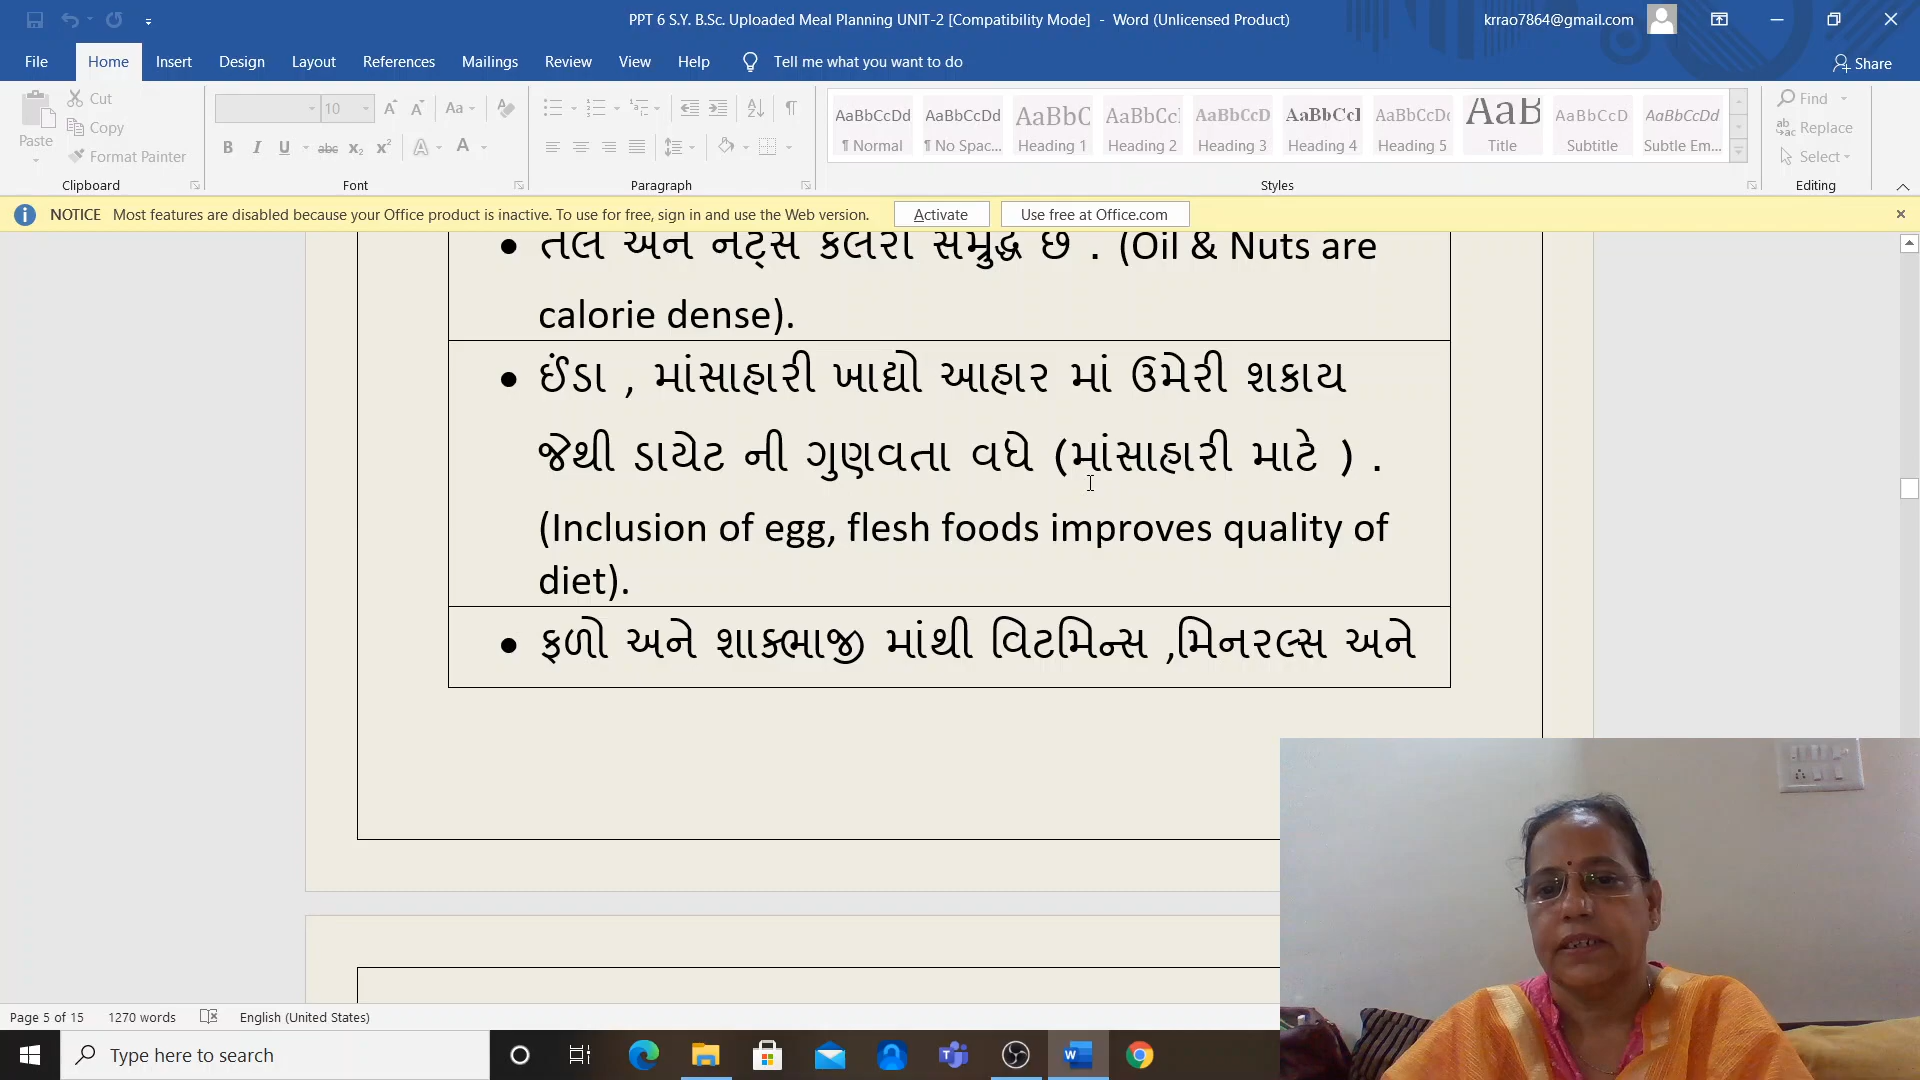 PPT 6 S.Y. B.Sc. Uploaded Meal Planning UNIT-2 [Compatibility Mode] - Word (Unlicensed Product)
krrao7864@gmail.com
File Home Insert Design Layout References Mailings Review View Help Tell me what you want to do
Share
Paste
Cut
Copy
Format Painter
Clipboard
10
Font
Paragraph
AaBbCcDd ¶ Normal
AaBbCcDd ¶ No Spac...
AaBbC Heading 1
AaBbCc Heading 2
AaBbCcD Heading 3
AaBbCcI Heading 4
AaBbCcDc Heading 5
AaB Title
AaBbCcD Subtitle
AaBbCcDd Subtle Em...
Styles
Find
Replace
Select
Editing
NOTICE Most features are disabled because your Office product is inactive. To use for free, sign in and use the Web version. Activate Use free at Office.com
• તેલ અને નટ્સ કેલરી સમ્રુદ્ધ છે . (Oil & Nuts are
calorie dense).
• ઈંડા , માંસાહારી ખાદ્યો આહાર માં ઉમેરી શકાય
જેથી ડાયેટ ની ગુણવતા વધે (માંસાહારી માટે ) .
(Inclusion of egg, flesh foods improves quality of
diet).
• ફળો અને શાક્ભાજી માંથી વિટમિન્સ ,મિનરલ્સ અને
Page 5 of 15 1270 words English (United States)
Type here to search